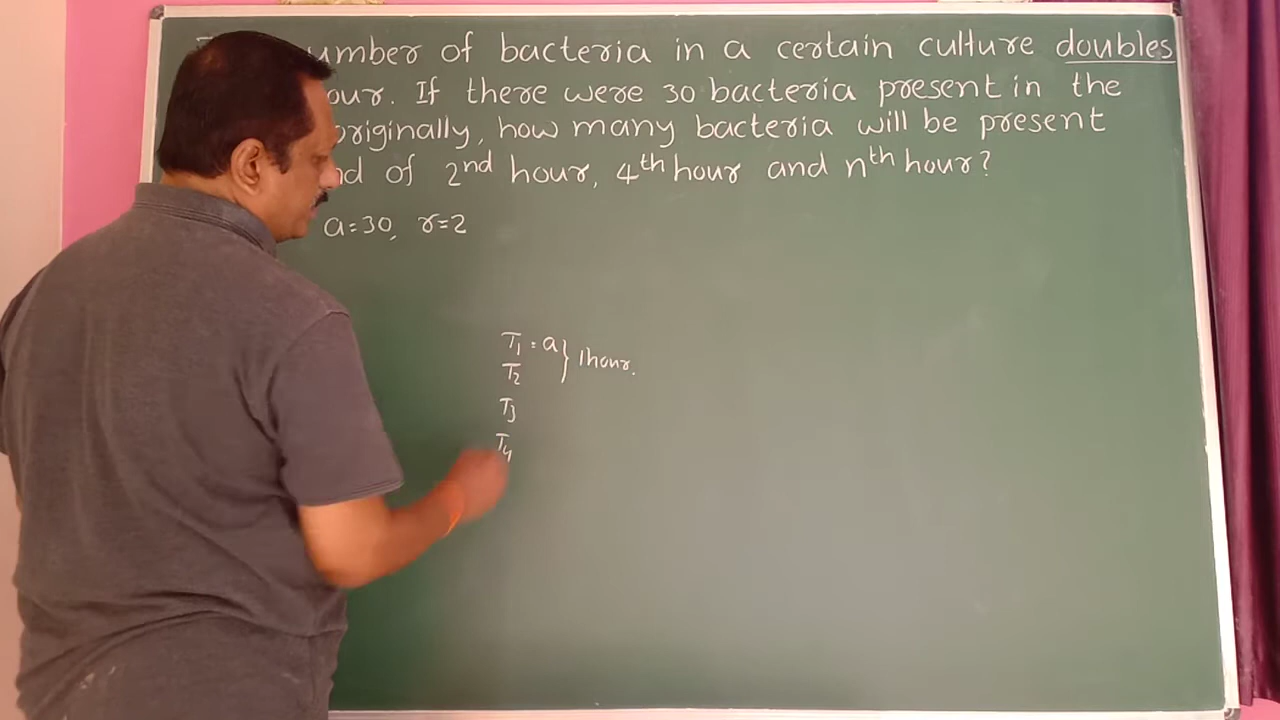 umber of bacteria in a certain culture doubles
our. If there were 30 bacteria present in the
originally, how many bacteria will be present
nd of 2nd hour, 4th hour and nth hour?
a=30, r=2
T1 = a } 1hour.
T2
T3
T4